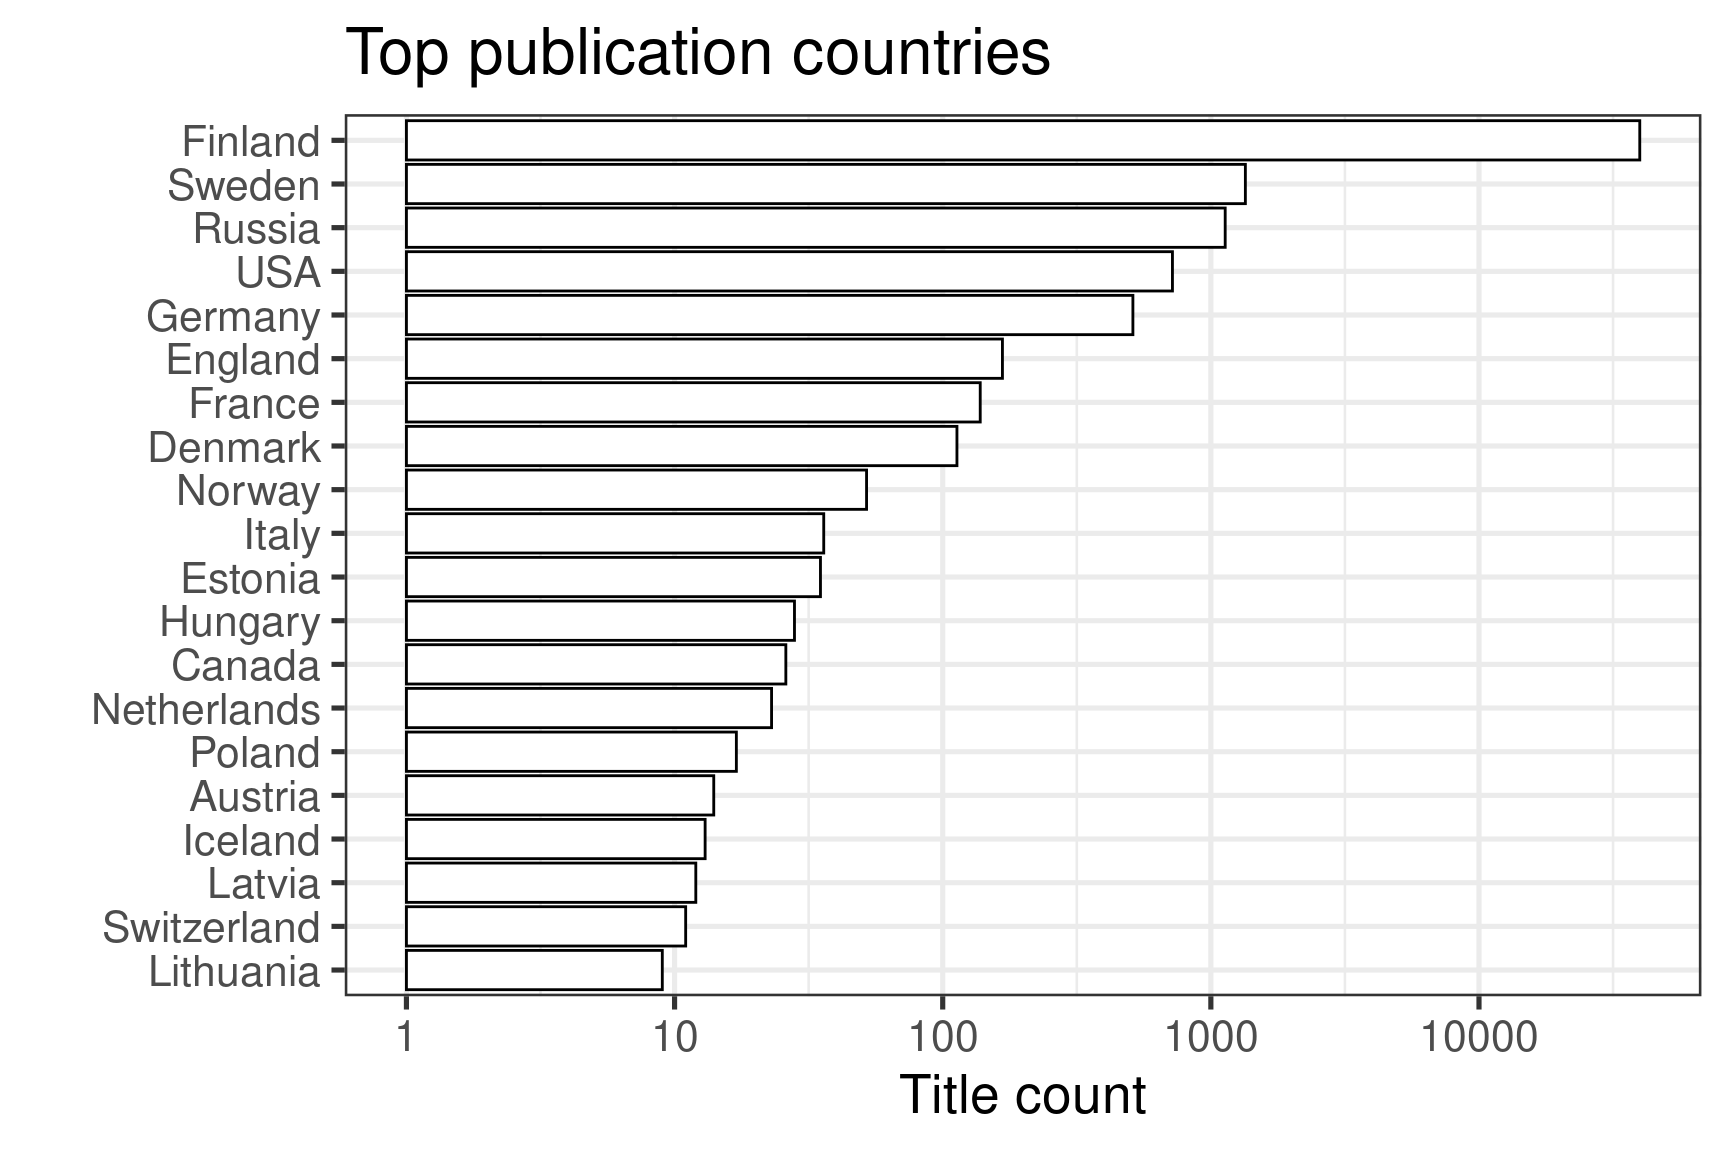 Top publication countries
Finland
Sweden
Russia
USA
Germany
England
France
Denmark
Norway
Italy
Estonia
Hungary
Canada
Netherlands
Poland
Austria
Iceland
Latvia
Switzerland
Lithuania
1 10 100 1000 10000
Title count